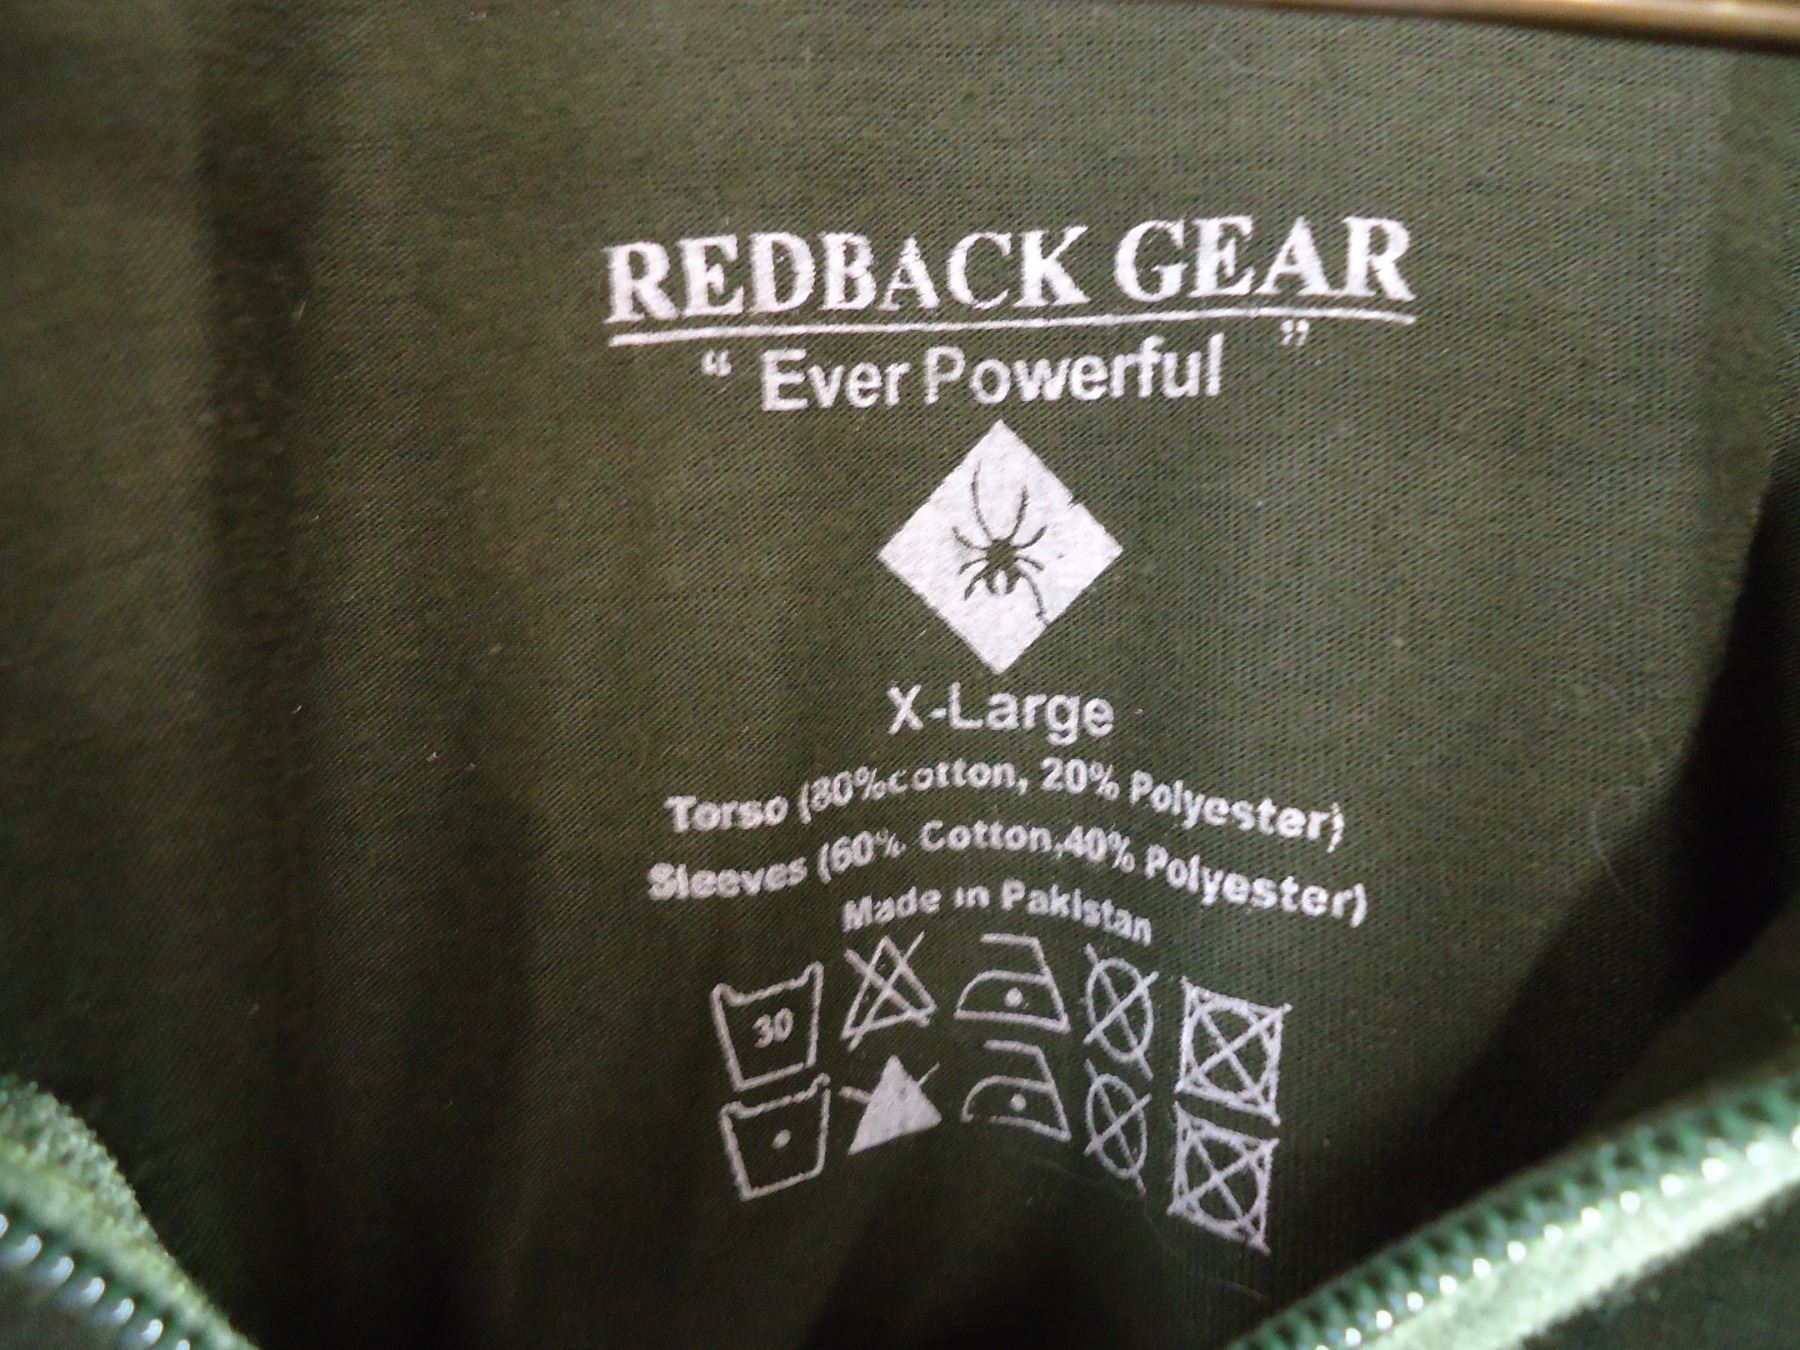 REDBACK GEAR
“ Ever Powerful ”
X-Large
Torso (80%cotton, 20% Polyester)
Sleeves (60% Cotton,40% Polyester)
Made in Pakistan
30